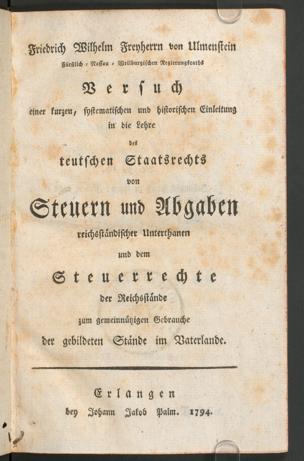 Friedrich Wilhelm Freyherrn von Ulmenstein
Fürstlich-Nassau-Weilburgischen Regierungsraths
Versuch
einer kurzen, systematischen und historischen Einleitung
in die Lehre
des
teutschen Staatsrechts
von
Steuern und Abgaben
reichsständischer Unterthanen
und dem
Steuerrechte
der Reichsstände
zum gemeinnützigen Gebrauche
der gebildeten Stände im Vaterlande.
Erlangen
bey Johann Jakob Palm. 1794.